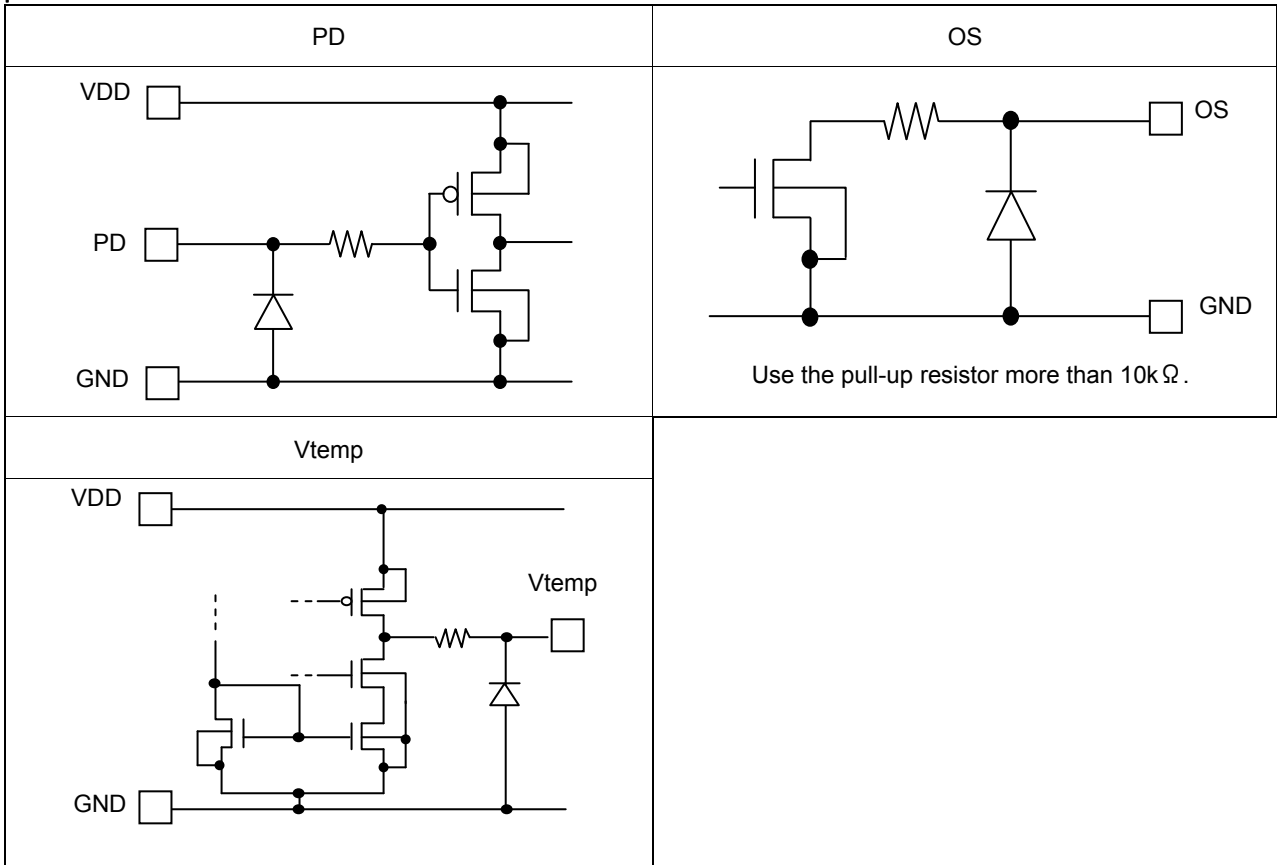 PD
OS
VDD
PD
GND
OS
GND
Use the pull-up resistor more than 10kΩ.
Vtemp
VDD
Vtemp
GND